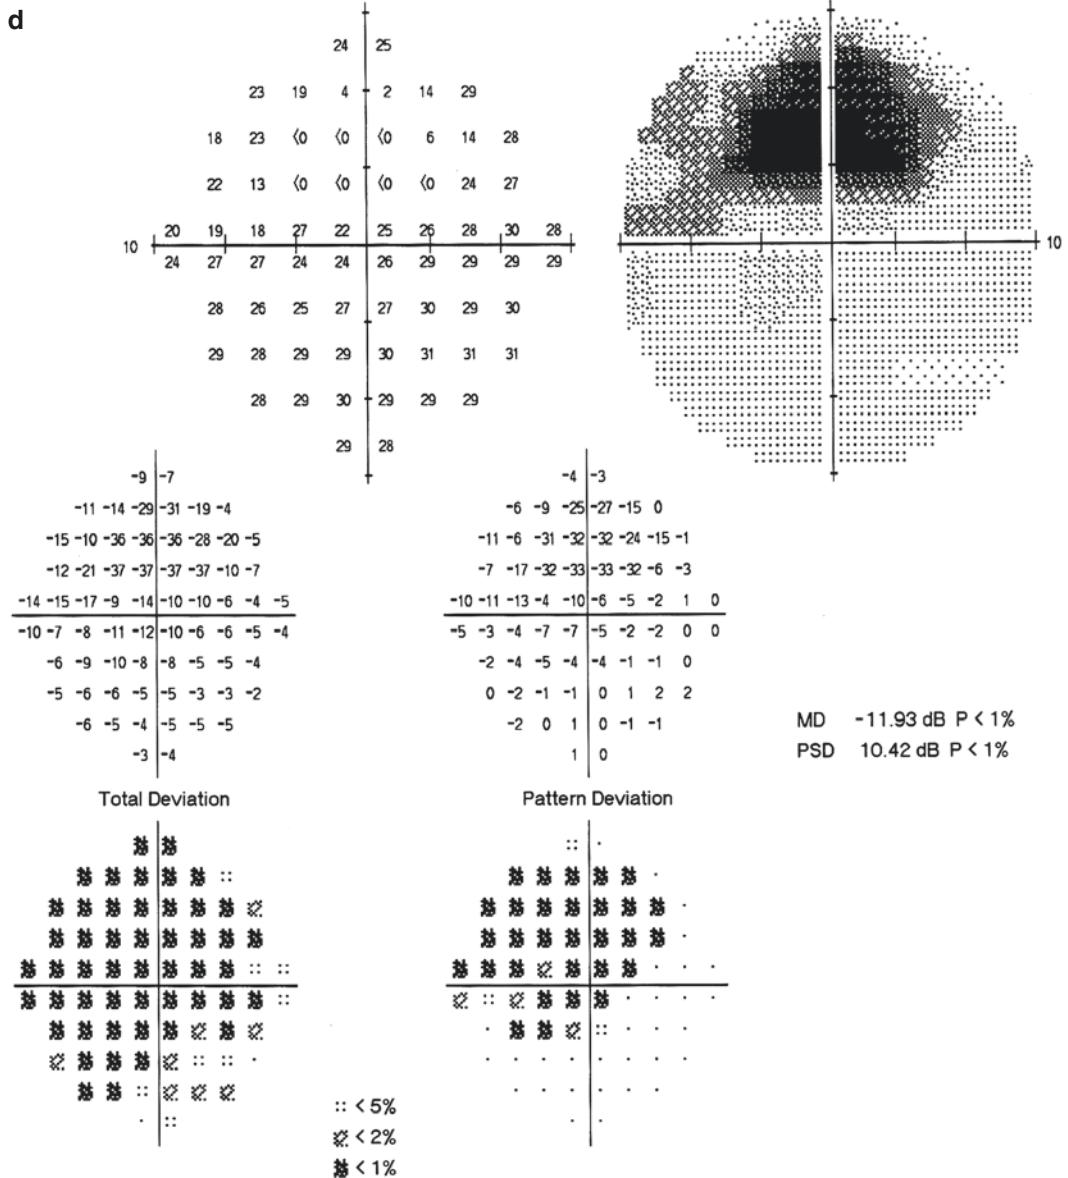 d
24 25
23 19 4 2 14 29
18 23 <0 <0 <0 6 14 28
22 13 <0 <0 <0 <0 24 27
20 19 18 27 22 25 26 28 30 28
10 10
24 27 27 24 24 26 29 29 29 29
28 26 25 27 27 30 29 30
29 28 29 29 30 31 31 31
28 29 30 29 29 29
29 28
-9 -7
-11 -14 -29 -31 -19 -4
-15 -10 -36 -36 -36 -28 -20 -5
-12 -21 -37 -37 -37 -37 -10 -7
-14 -15 -17 -9 -14 -10 -10 -6 -4 -5
-10 -7 -8 -11 -12 -10 -6 -6 -5 -4
-6 -9 -10 -8 -8 -5 -5 -4
-5 -6 -6 -5 -5 -3 -3 -2
-6 -5 -4 -5 -5 -5
-3 -4
Total Deviation
-4 -3
-6 -9 -25 -27 -15 0
-11 -6 -31 -32 -32 -24 -15 -1
-7 -17 -32 -33 -33 -32 -6 -3
-10 -11 -13 -4 -10 -6 -5 -2 1 0
-5 -3 -4 -7 -7 -5 -2 -2 0 0
-2 -4 -5 -4 -4 -1 -1 0
0 -2 -1 -1 0 1 2 2
-2 0 1 0 -1 -1
1 0
Pattern Deviation
MD -11.93 dB P < 1%
PSD 10.42 dB P < 1%
:: < 5%
< 2%
< 1%